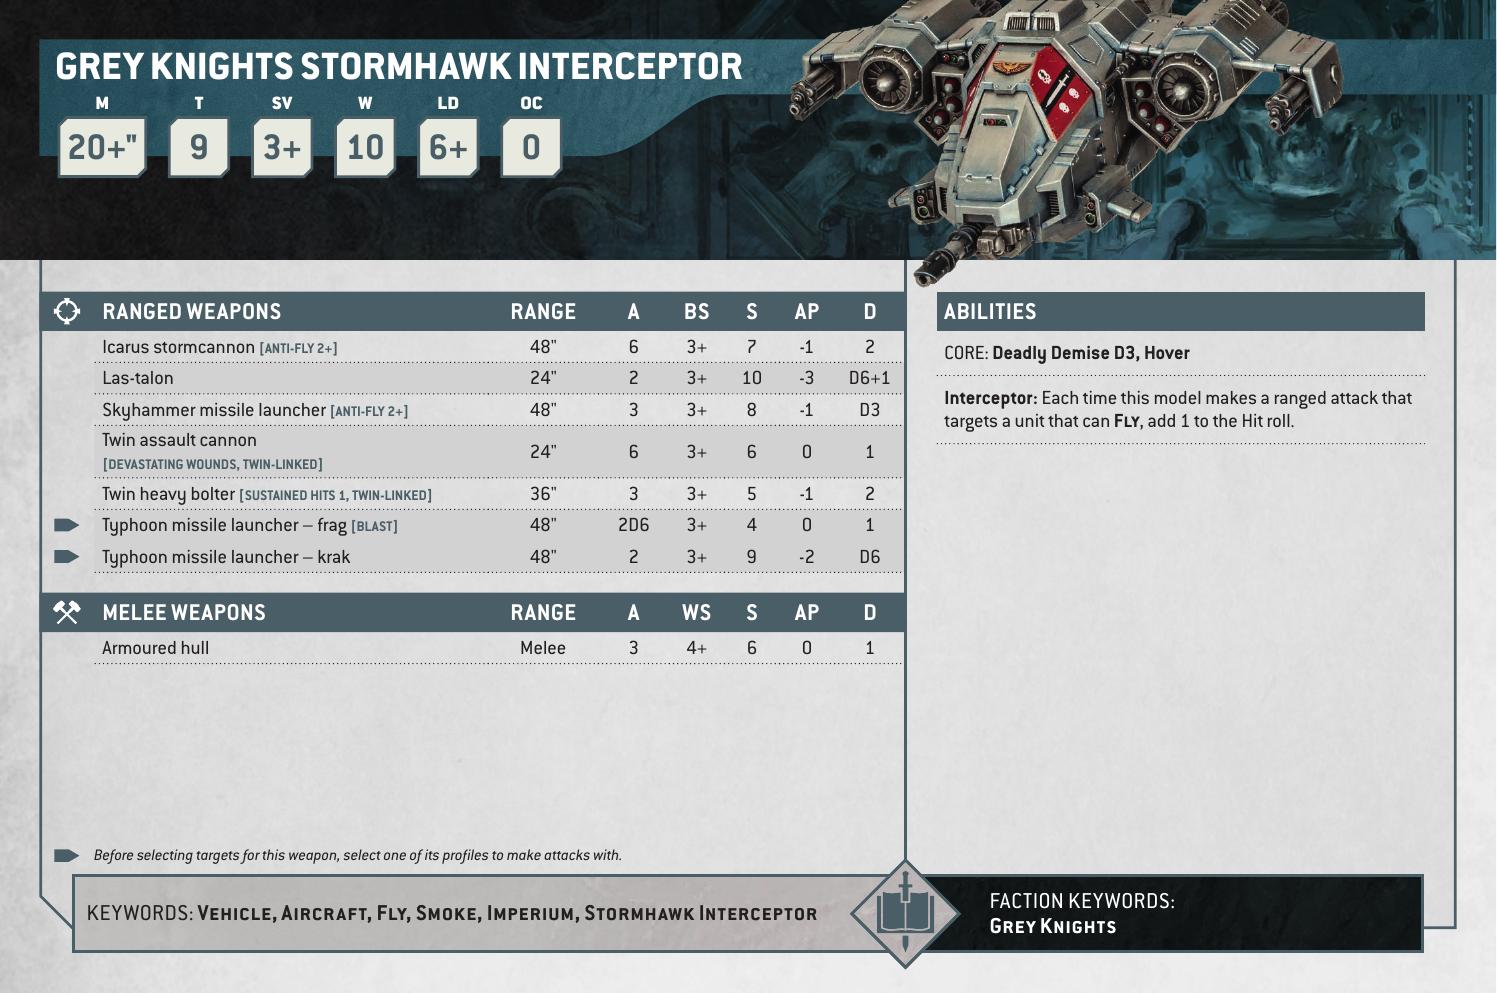 GREY KNIGHTS STORMHAWK INTERCEPTOR
M T SV W LD OC
20+" 9 3+ 10 6+ 0
RANGED WEAPONS RANGE A BS S AP D
Icarus stormcannon [ANTI-FLY 2+] 48" 6 3+ 7 -1 2
Las-talon 24" 2 3+ 10 -3 D6+1
Skyhammer missile launcher [ANTI-FLY 2+] 48" 3 3+ 8 -1 D3
Twin assault cannon
[DEVASTATING WOUNDS, TWIN-LINKED] 24" 6 3+ 6 0 1
Twin heavy bolter [SUSTAINED HITS 1, TWIN-LINKED] 36" 3 3+ 5 -1 2
Typhoon missile launcher – frag [BLAST] 48" 2D6 3+ 4 0 1
Typhoon missile launcher – krak 48" 2 3+ 9 -2 D6
MELEE WEAPONS RANGE A WS S AP D
Armoured hull Melee 3 4+ 6 0 1
Before selecting targets for this weapon, select one of its profiles to make attacks with.
ABILITIES
CORE: Deadly Demise D3, Hover
Interceptor: Each time this model makes a ranged attack that
targets a unit that can FLY, add 1 to the Hit roll.
KEYWORDS: VEHICLE, AIRCRAFT, FLY, SMOKE, IMPERIUM, STORMHAWK INTERCEPTOR
FACTION KEYWORDS:
GREY KNIGHTS